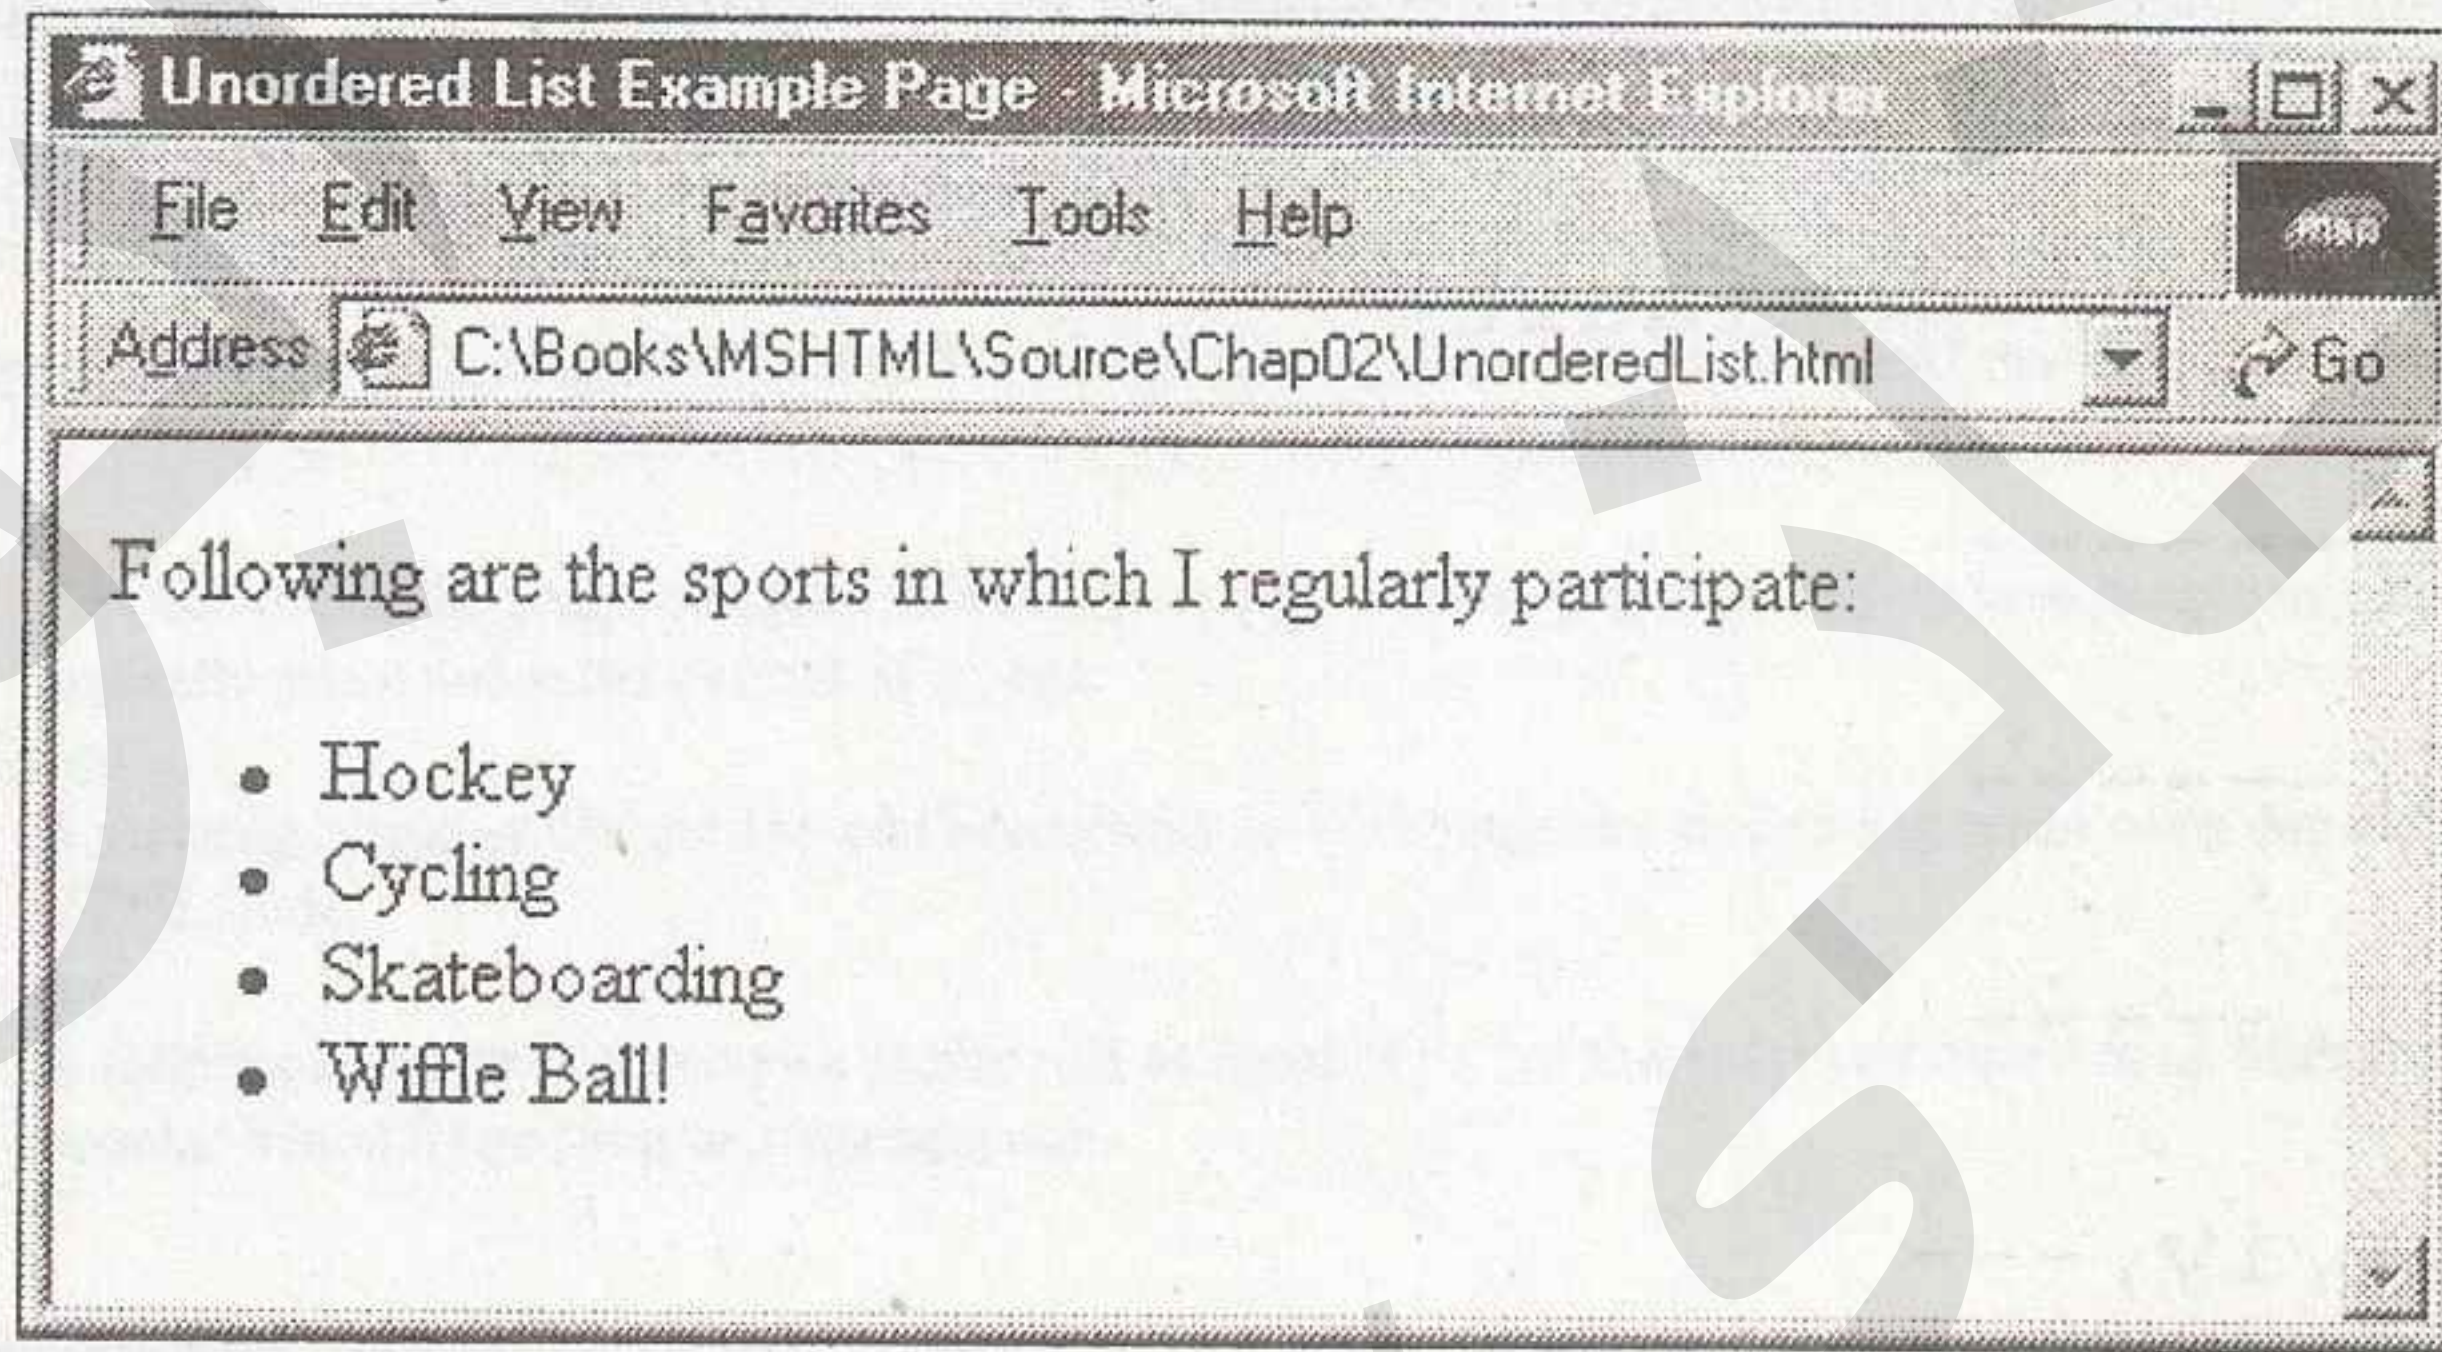 Unordered List Example Page - Microsoft Internet Explorer
File Edit View Favorites Tools Help
Address C:\Books\MSHTML\Source\Chap02\UnorderedList.html Go
Following are the sports in which I regularly participate:
• Hockey
• Cycling
• Skateboarding
• Wiffle Ball!